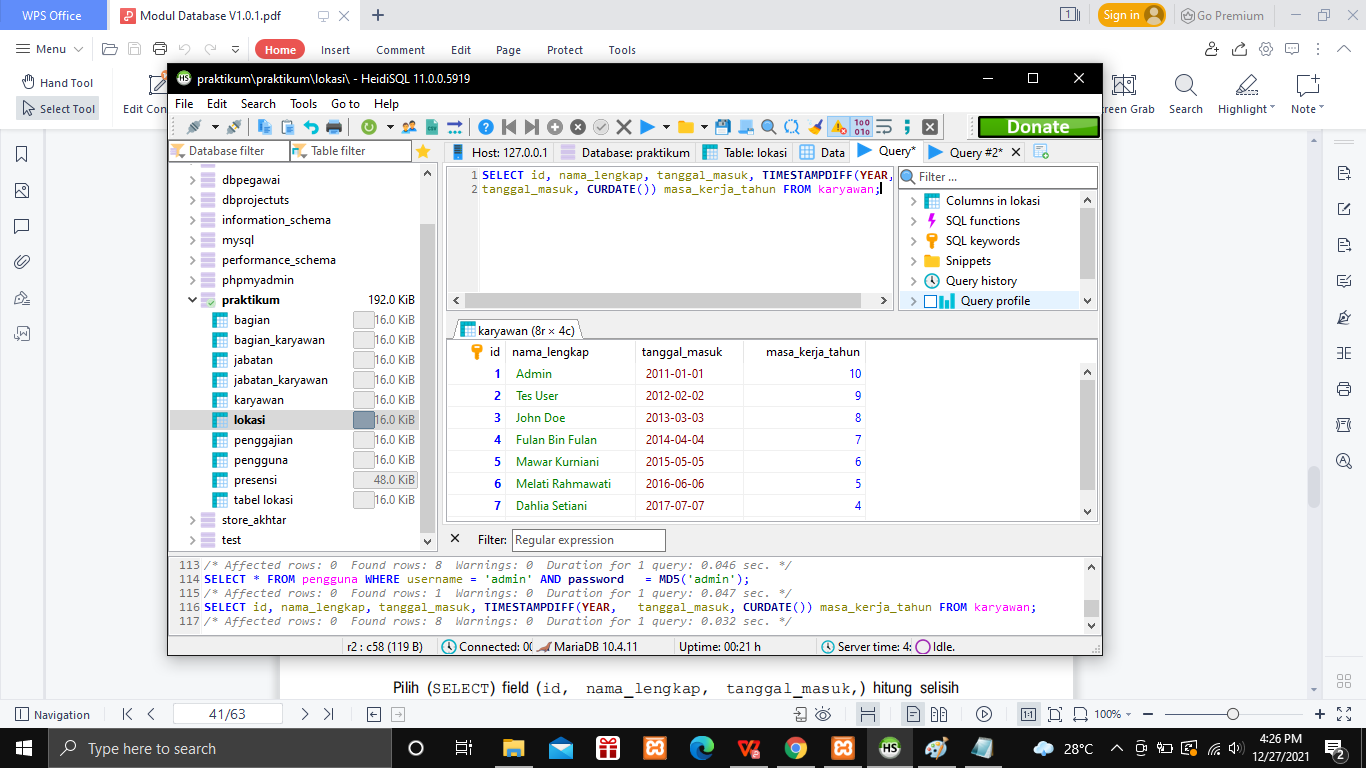 WPS Office
Modul Database V1.0.1.pdf
1
Sign in
Go Premium
Menu
Home
Insert
Comment
Edit
Page
Protect
Tools
Hand Tool
Select Tool
Edit Con
reen Grab
Search
Highlight
Note
HS praktikum\praktikum\lokasi\ - HeidiSQL 11.0.0.5919
File Edit Search Tools Go to Help
Donate
Database filter
Table filter
Host: 127.0.0.1
Database: praktikum
Table: lokasi
Data
Query*
Query #2*
dbpegawai
dbprojectuts
information_schema
mysql
performance_schema
phpmyadmin
praktikum 192.0 KiB
bagian 16.0 KiB
bagian_karyawan 16.0 KiB
jabatan 16.0 KiB
jabatan_karyawan 16.0 KiB
karyawan 16.0 KiB
lokasi 16.0 KiB
penggajian 16.0 KiB
pengguna 16.0 KiB
presensi 48.0 KiB
tabel lokasi 16.0 KiB
store_akhtar
test
1 SELECT id, nama_lengkap, tanggal_masuk, TIMESTAMPDIFF(YEAR,
2 tanggal_masuk, CURDATE()) masa_kerja_tahun FROM karyawan;
Filter ...
Columns in lokasi
SQL functions
SQL keywords
Snippets
Query history
Query profile
karyawan (8r × 4c)
id nama_lengkap tanggal_masuk masa_kerja_tahun
1 Admin 2011-01-01 10
2 Tes User 2012-02-02 9
3 John Doe 2013-03-03 8
4 Fulan Bin Fulan 2014-04-04 7
5 Mawar Kurniani 2015-05-05 6
6 Melati Rahmawati 2016-06-06 5
7 Dahlia Setiani 2017-07-07 4
Filter: Regular expression
113 /* Affected rows: 0 Found rows: 8 Warnings: 0 Duration for 1 query: 0.046 sec. */
114 SELECT * FROM pengguna WHERE username = 'admin' AND password = MD5('admin');
115 /* Affected rows: 0 Found rows: 1 Warnings: 0 Duration for 1 query: 0.047 sec. */
116 SELECT id, nama_lengkap, tanggal_masuk, TIMESTAMPDIFF(YEAR, tanggal_masuk, CURDATE()) masa_kerja_tahun FROM karyawan;
117 /* Affected rows: 0 Found rows: 8 Warnings: 0 Duration for 1 query: 0.032 sec. */
r2 : c58 (119 B)
Connected: 00
MariaDB 10.4.11
Uptime: 00:21 h
Server time: 4:
Idle.
Pilih (SELECT) field (id, nama_lengkap, tanggal_masuk,) hitung selisih
Navigation
41/63
1:1
100%
Type here to search
HS
28°C
4:26 PM
12/27/2021
2